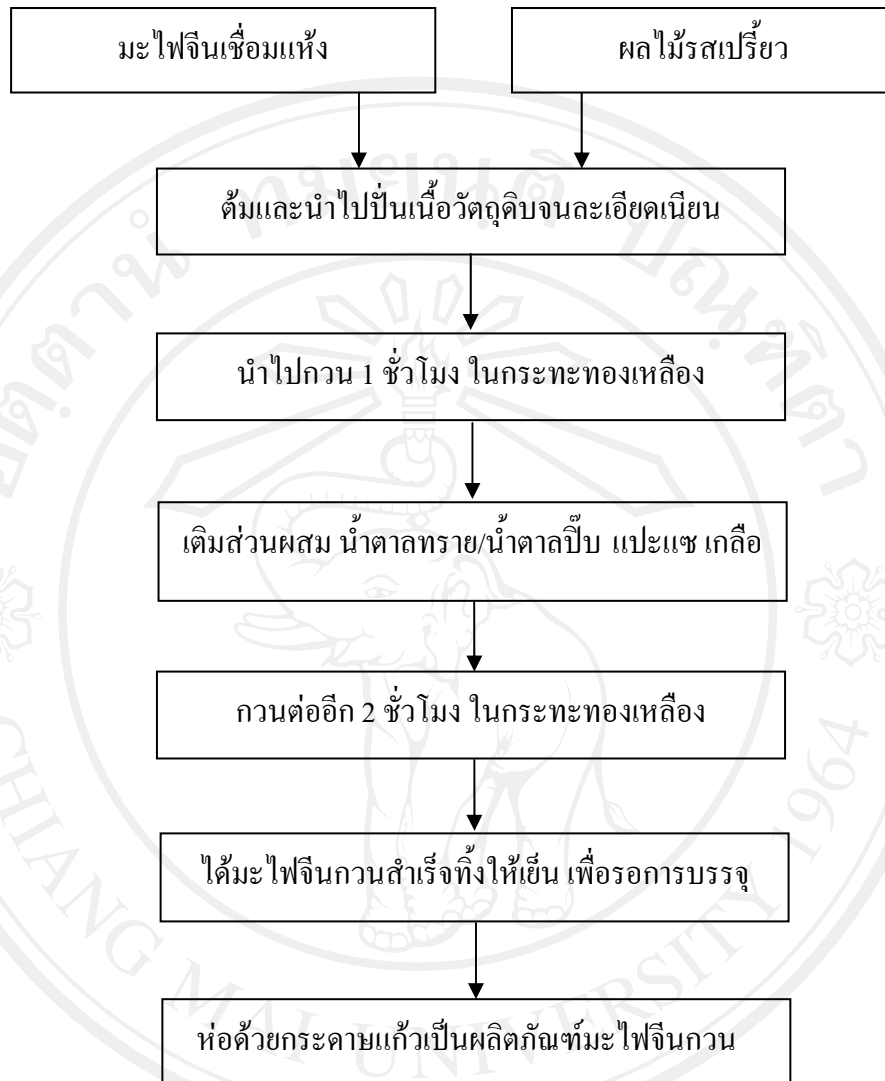 มะไฟจีนเชื่อมแห้ง
ผลไม้รสเปรี้ยว
ต้มและนำไปปั่นเนื้อวัตถุดิบจนละเอียดเนียน
นำไปกวน 1 ชั่วโมง ในกระทะทองเหลือง
เติมส่วนผสม น้ำตาลทราย/น้ำตาลปี๊บ แปะแซ เกลือ
กวนต่ออีก 2 ชั่วโมง ในกระทะทองเหลือง
ได้มะไฟจีนกวนสำเร็จทิ้งให้เย็น เพื่อรอการบรรจุ
ห่อด้วยกระดาษแก้วเป็นผลิตภัณฑ์มะไฟจีนกวน
CHIANG MAI UNIVERSITY 1964